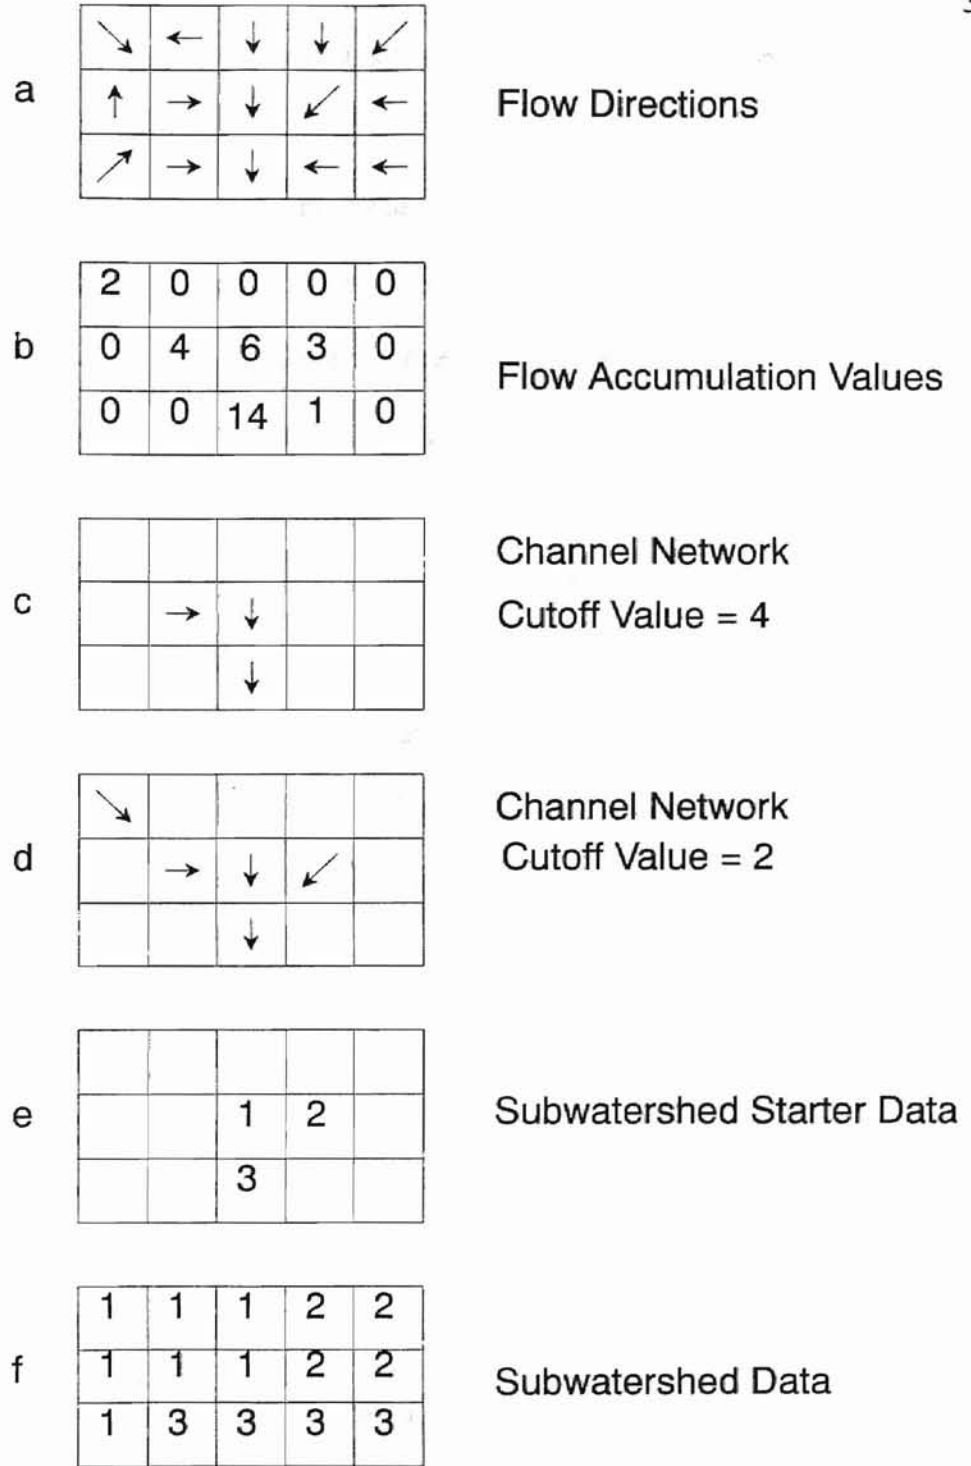 a
↘ ← ↓ ↓ ↙
↑ → ↓ ↙ ←
↗ → ↓ ← ←
Flow Directions
b
2 0 0 0 0
0 4 6 3 0
0 0 14 1 0
Flow Accumulation Values
c
→ ↓
↓
Channel Network
Cutoff Value = 4
d
↘
→ ↓ ↙
↓
Channel Network
Cutoff Value = 2
e
1 2
3
Subwatershed Starter Data
f
1 1 1 2 2
1 1 1 2 2
1 3 3 3 3
Subwatershed Data